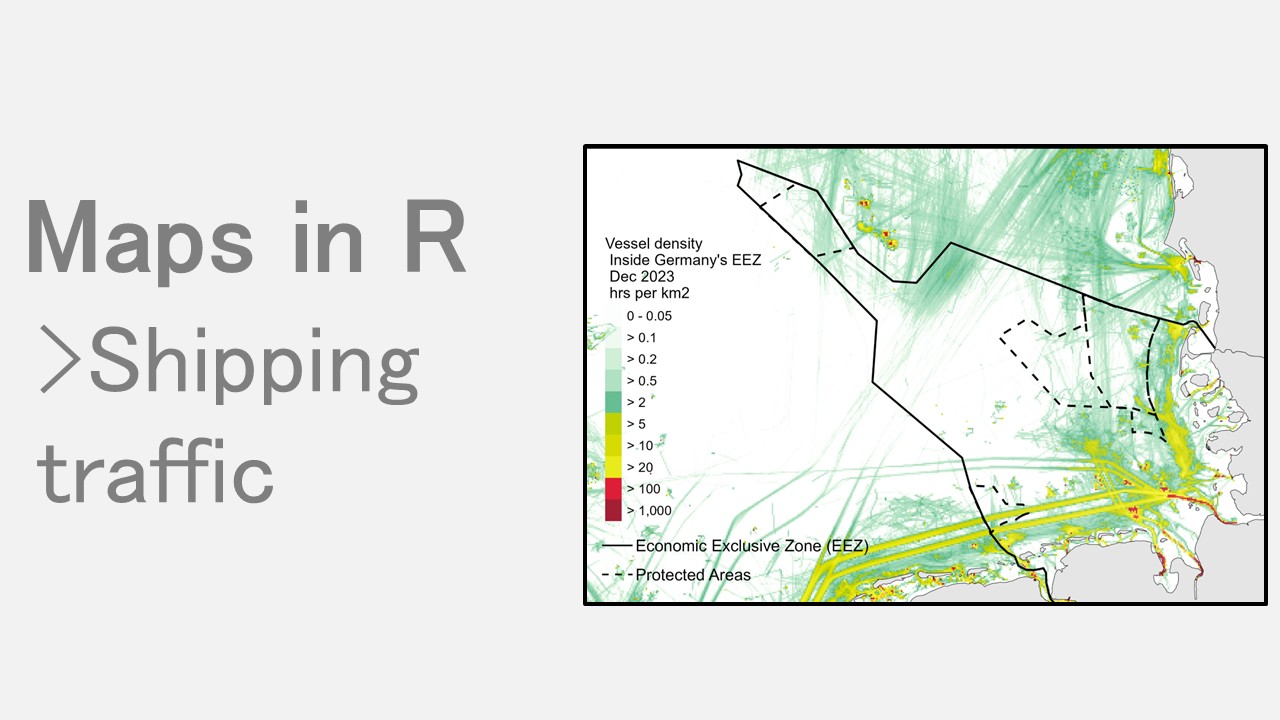 Maps in R
>Shipping
traffic
Vessel density
Inside Germany's EEZ
Dec 2023
hrs per km2
0 - 0.05
> 0.1
> 0.2
> 0.5
> 2
> 5
> 10
> 20
> 100
> 1,000
Economic Exclusive Zone (EEZ)
Protected Areas